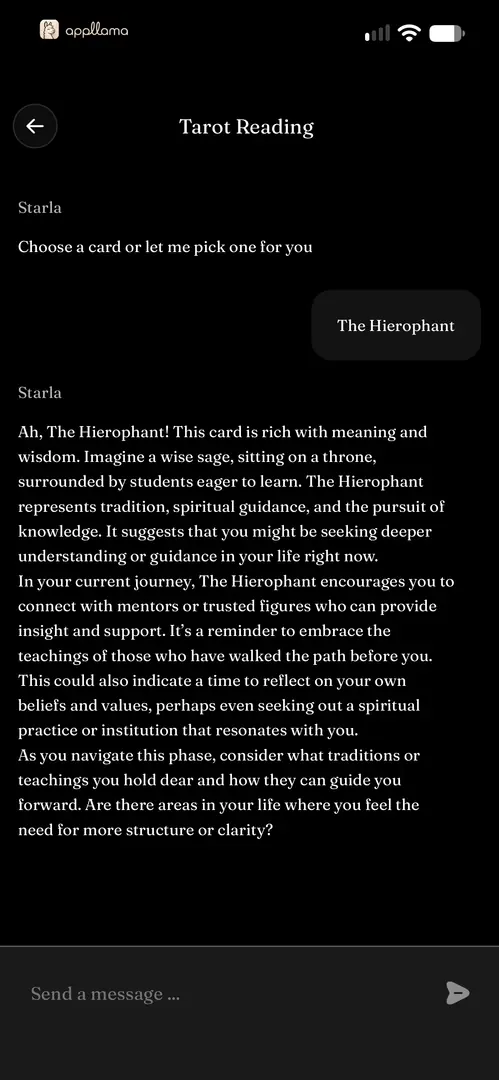 appllama
Tarot Reading
Starla
Choose a card or let me pick one for you
The Hierophant
Starla
Ah, The Hierophant! This card is rich with meaning and
wisdom. Imagine a wise sage, sitting on a throne,
surrounded by students eager to learn. The Hierophant
represents tradition, spiritual guidance, and the pursuit of
knowledge. It suggests that you might be seeking deeper
understanding or guidance in your life right now.
In your current journey, The Hierophant encourages you to
connect with mentors or trusted figures who can provide
insight and support. It’s a reminder to embrace the
teachings of those who have walked the path before you.
This could also indicate a time to reflect on your own
beliefs and values, perhaps even seeking out a spiritual
practice or institution that resonates with you.
As you navigate this phase, consider what traditions or
teachings you hold dear and how they can guide you
forward. Are there areas in your life where you feel the
need for more structure or clarity?
Send a message ...